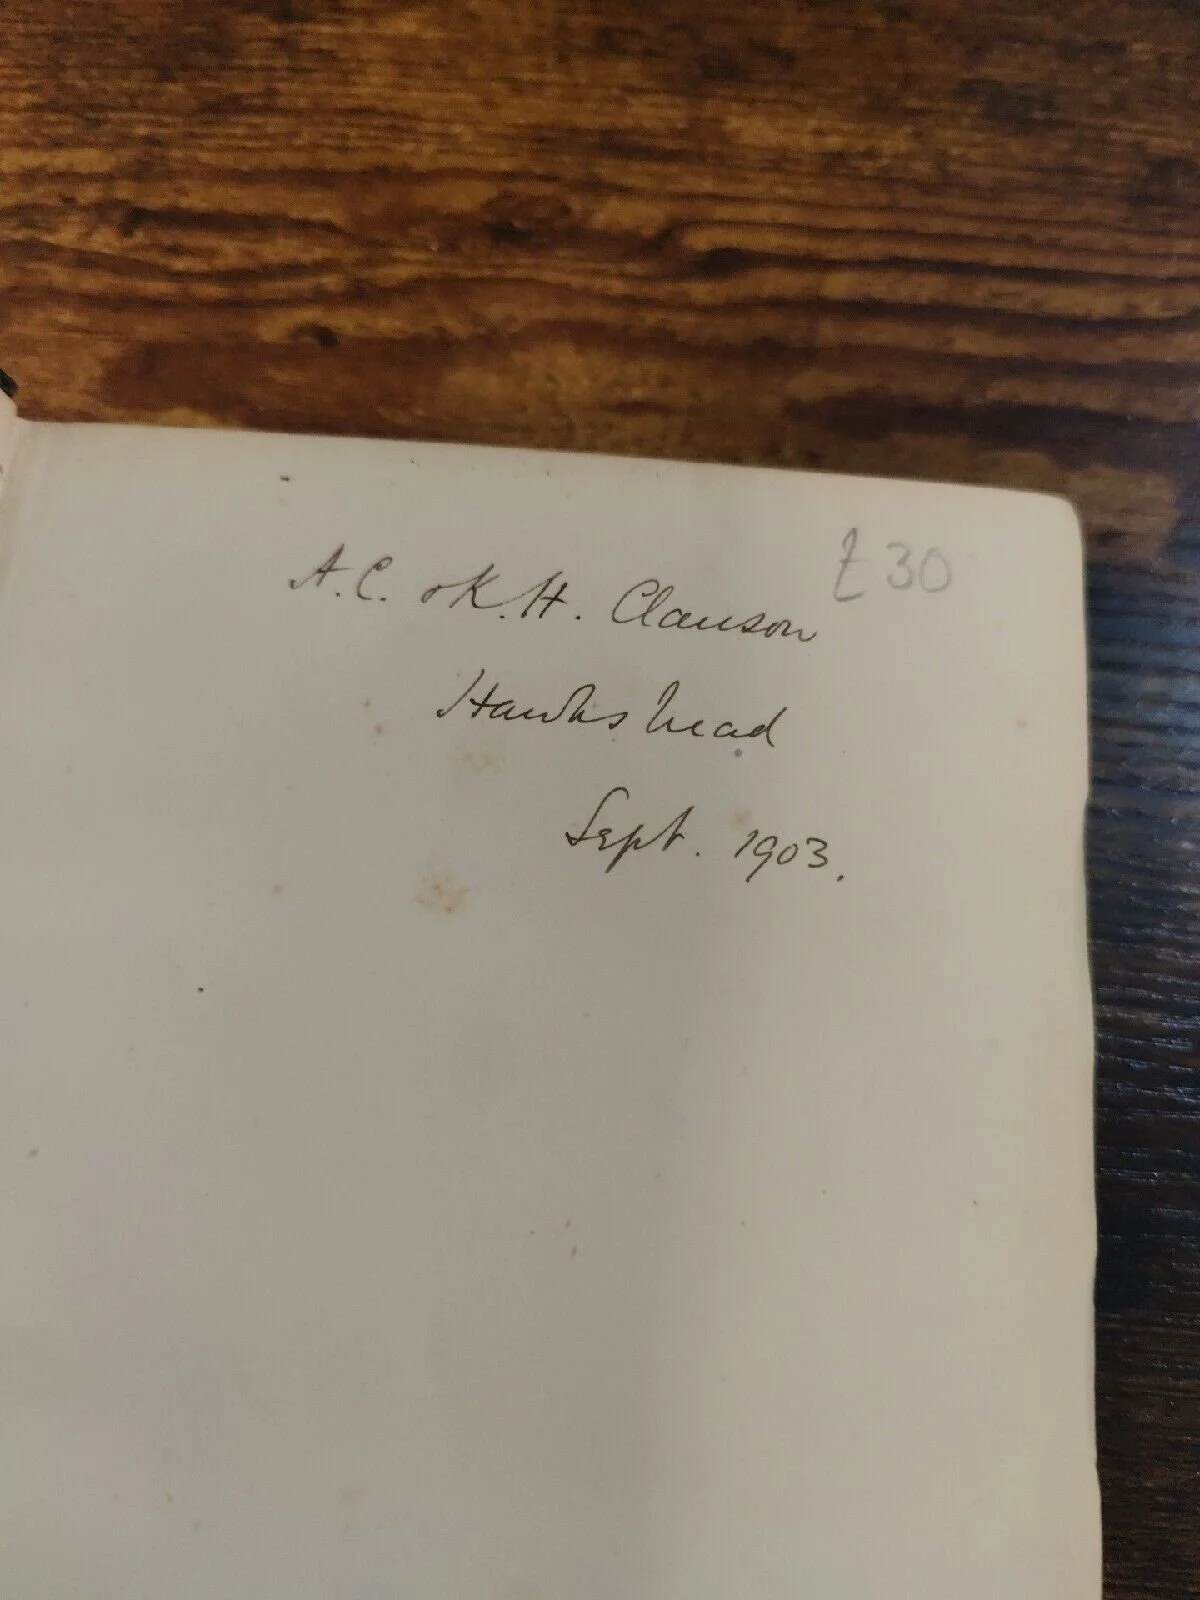 A.C. & K.H. Clauson £30
Hawkshead
Sept. 1903.